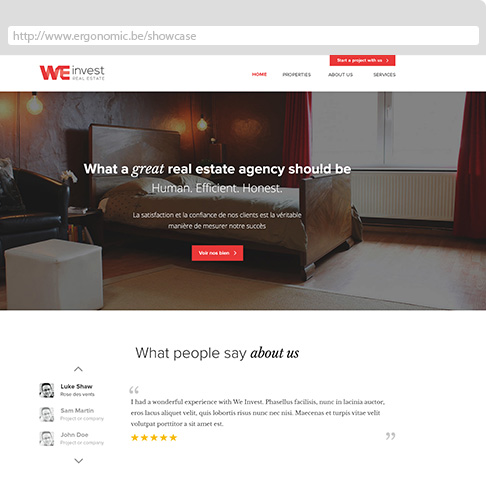 http://www.ergonomic.be/showcase
Start a project with us
WE invest
REAL ESTATE
HOME PROPERTIES ABOUT US SERVICES
What a great real estate agency should be
Human. Efficient. Honest.
La satisfaction et la confiance de nos clients est la véritable
manière de mesurer notre succès
Voir nos bien
What people say about us
Luke Shaw
Rose des vents
Sam Martin
Project or company
John Doe
Project or company
“
I had a wonderful experience with We Invest. Phasellus facilisis, nunc in lacinia auctor,
eros lacus aliquet velit, quis lobortis risus nunc nec nisi. Maecenas et turpis vitae velit
volutpat porttitor a sit amet est.
”